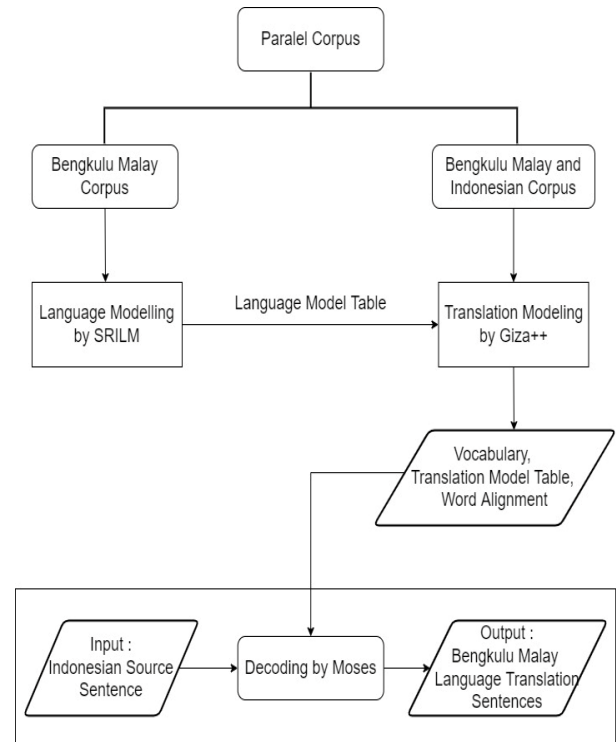 Paralel Corpus
Bengkulu Malay
Corpus
Bengkulu Malay and
Indonesian Corpus
Language Modelling
by SRILM
Language Model Table
Translation Modeling
by Giza++
Vocabulary,
Translation Model Table,
Word Alignment
Input :
Indonesian Source
Sentence
Decoding by Moses
Output :
Bengkulu Malay
Language Translation
Sentences